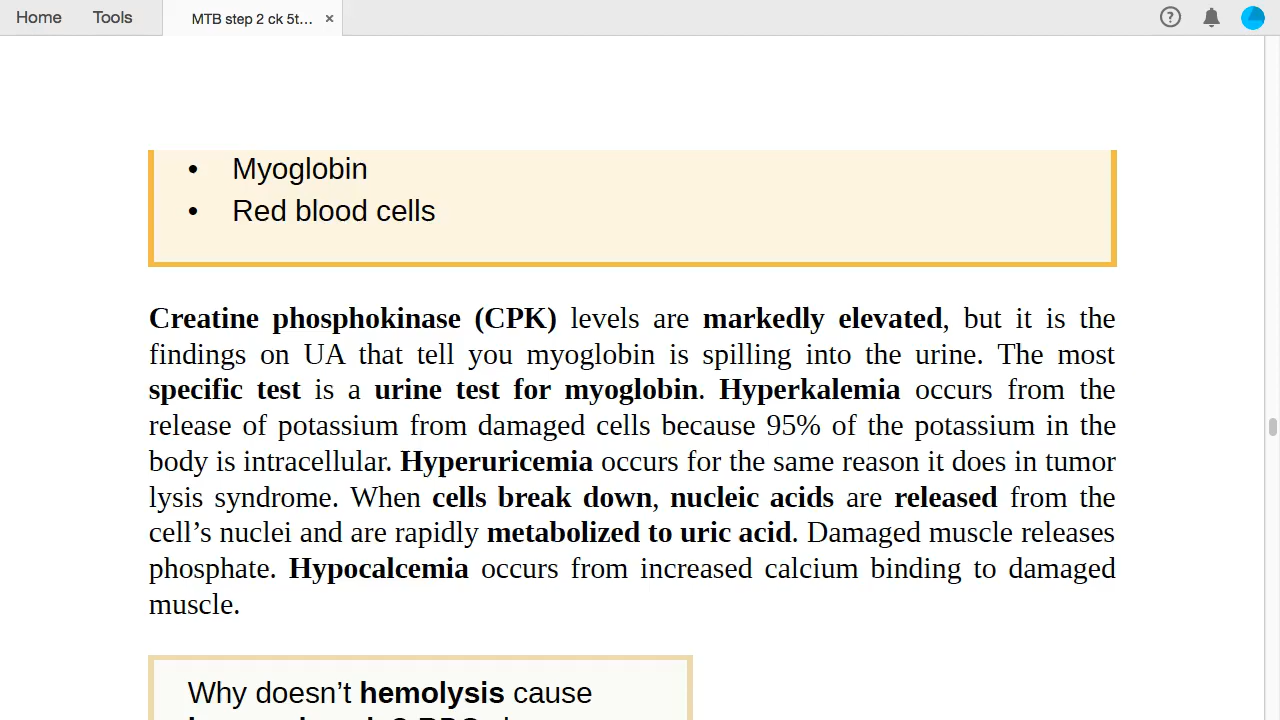 Home Tools MTB step 2 ck 5t... ×
• Myoglobin
• Red blood cells
Creatine phosphokinase (CPK) levels are markedly elevated, but it is the
findings on UA that tell you myoglobin is spilling into the urine. The most
specific test is a urine test for myoglobin. Hyperkalemia occurs from the
release of potassium from damaged cells because 95% of the potassium in the
body is intracellular. Hyperuricemia occurs for the same reason it does in tumor
lysis syndrome. When cells break down, nucleic acids are released from the
cell’s nuclei and are rapidly metabolized to uric acid. Damaged muscle releases
phosphate. Hypocalcemia occurs from increased calcium binding to damaged
muscle.
Why doesn’t hemolysis cause